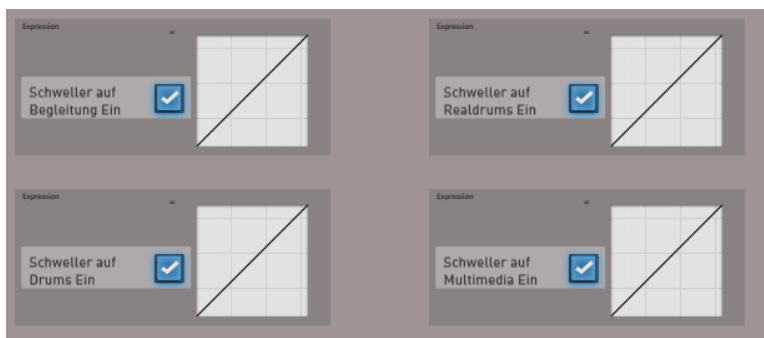 Expression
Schweller auf
Begleitung Ein
Expression
Schweller auf
Realdrums Ein
Expression
Schweller auf
Drums Ein
Expression
Schweller auf
Multimedia Ein